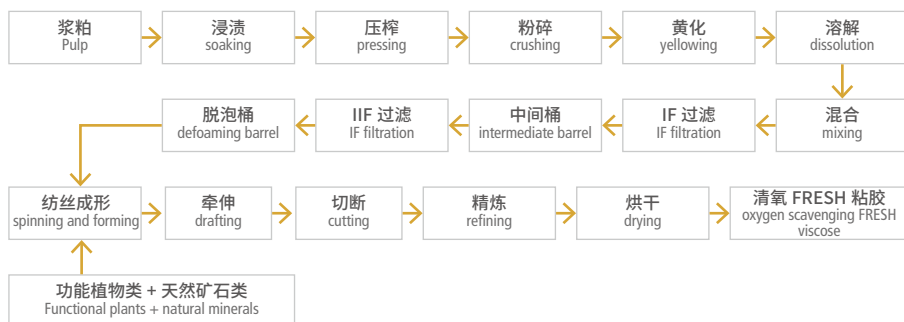 浆粕
Pulp
浸渍
soaking
压榨
pressing
粉碎
crushing
黄化
yellowing
溶解
dissolution
脱泡桶
defoaming barrel
IIF 过滤
IF filtration
中间桶
intermediate barrel
IF 过滤
IF filtration
混合
mixing
纺丝成形
spinning and forming
牵伸
drafting
切断
cutting
精炼
refining
烘干
drying
清氧 FRESH 粘胶
oxygen scavenging FRESH
viscose
功能植物类 + 天然矿石类
Functional plants + natural minerals